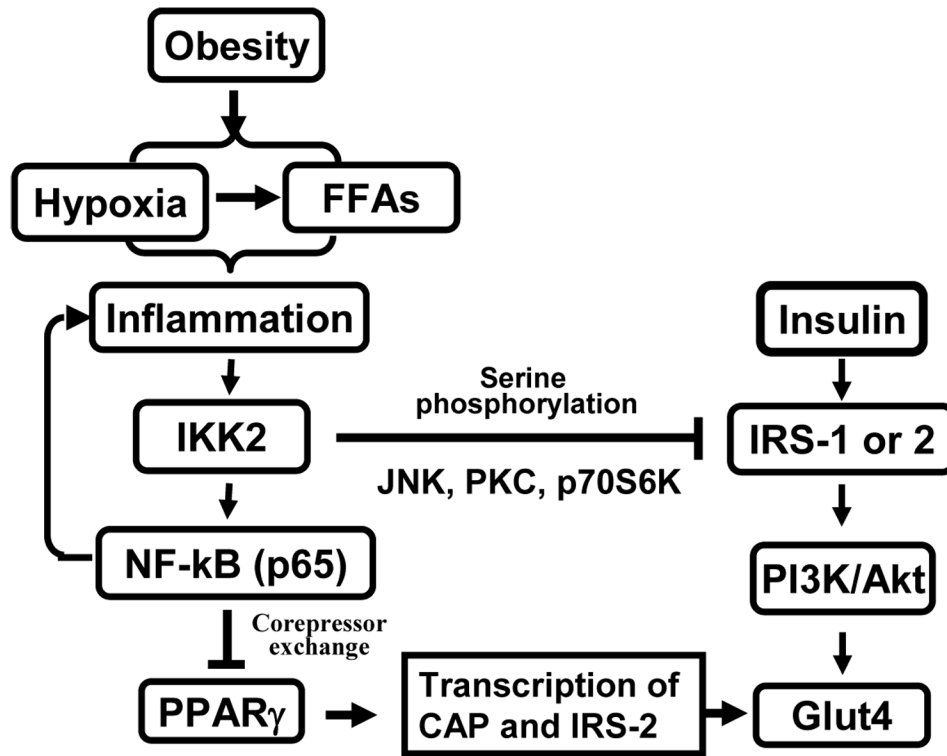 Obesity
Hypoxia
FFAs
Inflammation
Insulin
Serine
phosphorylation
IKK2
IRS-1 or 2
JNK, PKC, p70S6K
NF-kB (p65)
PI3K/Akt
Corepressor
exchange
PPARγ
Transcription of
CAP and IRS-2
Glut4